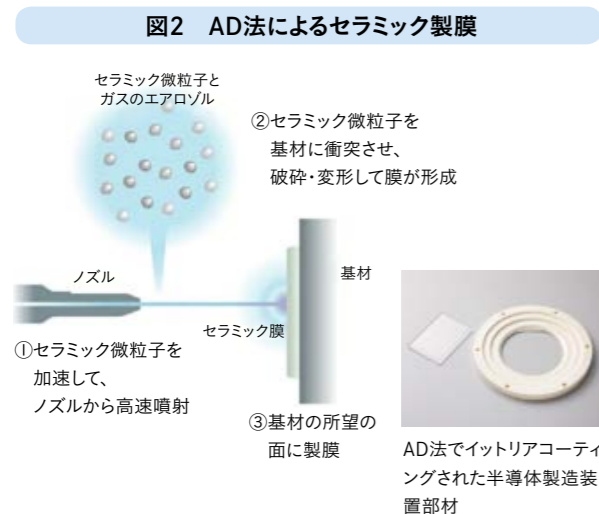 図2　AD法によるセラミック製膜
セラミック微粒子と
ガスのエアロゾル
②セラミック微粒子を
基材に衝突させ、
破砕・変形して膜が形成
ノズル
基材
セラミック膜
①セラミック微粒子を
加速して、
ノズルから高速噴射
③基材の所望の
面に製膜
AD法でイットリアコーティ
ングされた半導体製造装
置部材